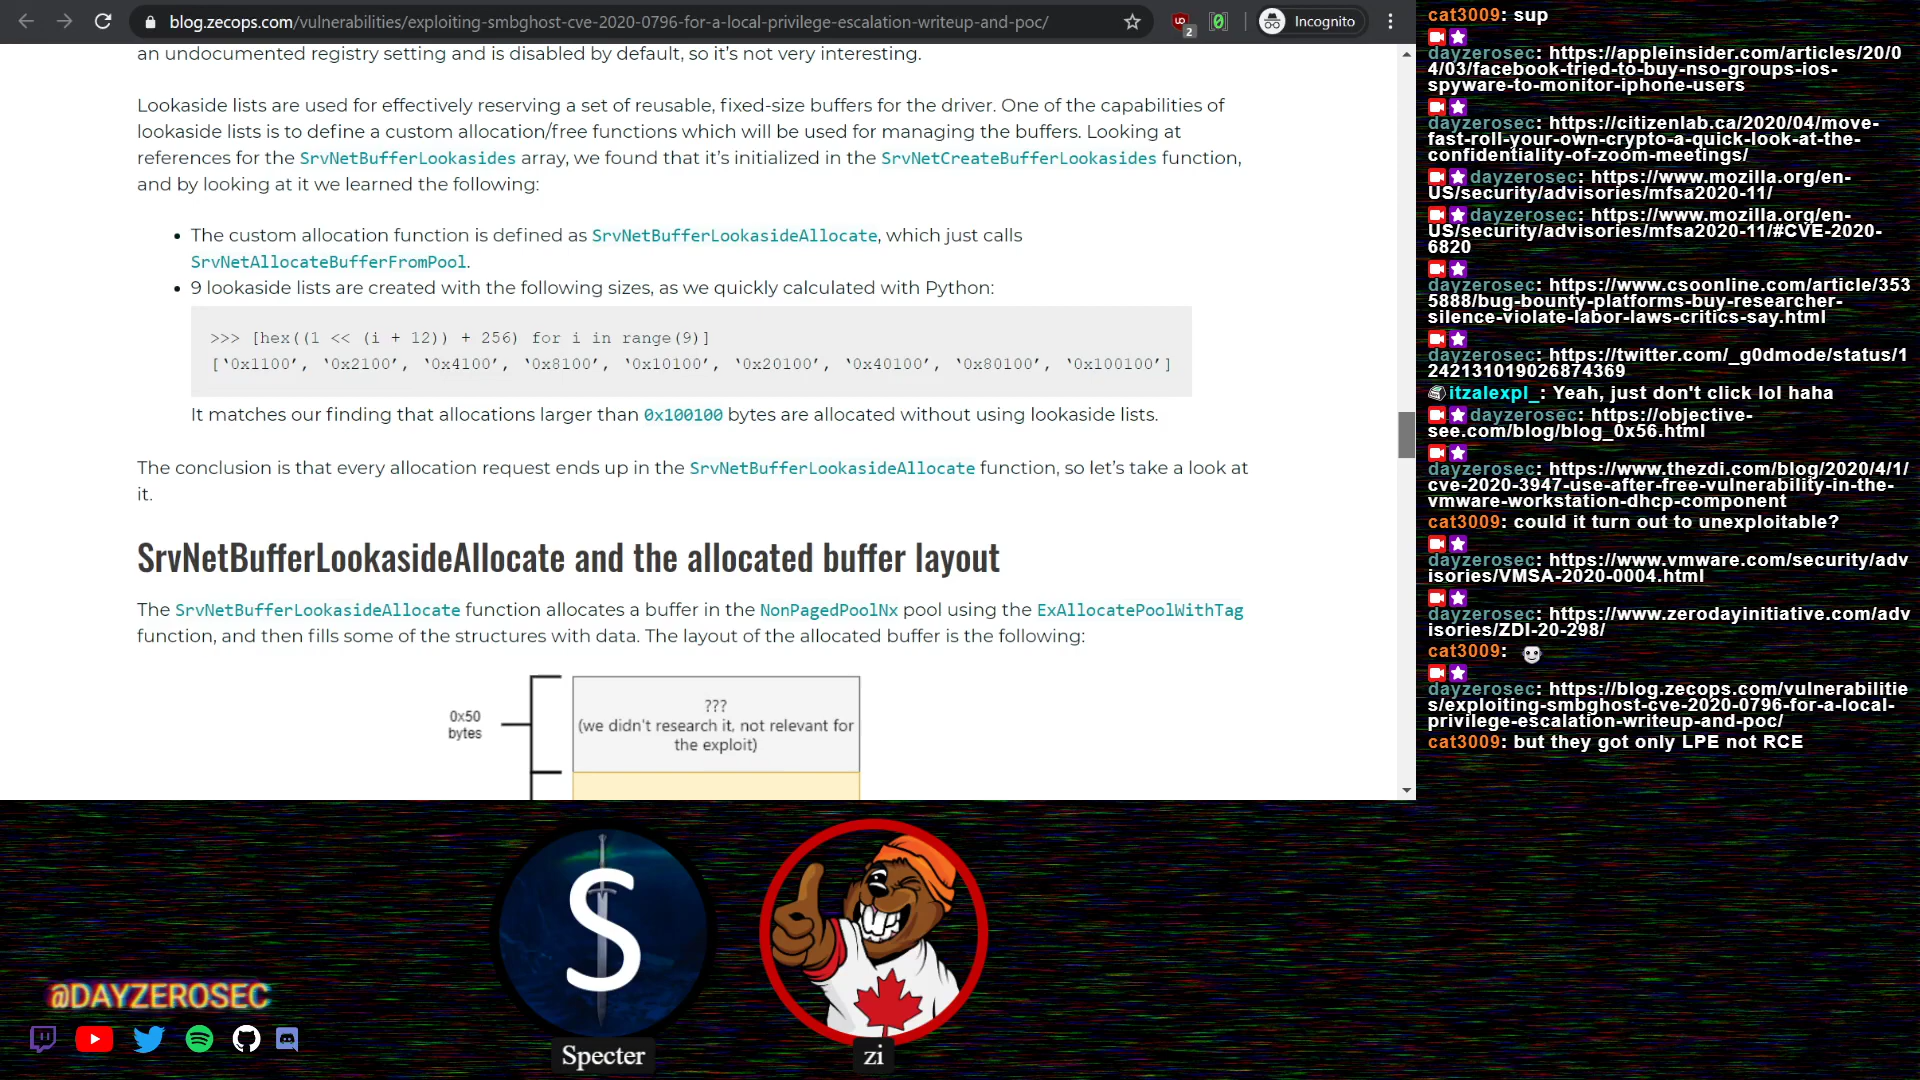 blog.zecops.com/vulnerabilities/exploiting-smbghost-cve-2020-0796-for-a-local-privilege-escalation-writeup-and-poc/
2
Incognito
an undocumented registry setting and is disabled by default, so it's not very interesting.
Lookaside lists are used for effectively reserving a set of reusable, fixed-size buffers for the driver. One of the capabilities of
lookaside lists is to define a custom allocation/free functions which will be used for managing the buffers. Looking at
references for the SrvNetBufferLookasides array, we found that it's initialized in the SrvNetCreateBufferLookasides function,
and by looking at it we learned the following:
• The custom allocation function is defined as SrvNetBufferLookasideAllocate, which just calls
SrvNetAllocateBufferFromPool.
• 9 lookaside lists are created with the following sizes, as we quickly calculated with Python:
>>> [hex((1 << (i + 12)) + 256) for i in range(9)]
[‘0x1100’, ‘0x2100’, ‘0x4100’, ‘0x8100’, ‘0x10100’, ‘0x20100’, ‘0x40100’, ‘0x80100’, ‘0x100100’]
It matches our finding that allocations larger than 0x100100 bytes are allocated without using lookaside lists.
The conclusion is that every allocation request ends up in the SrvNetBufferLookasideAllocate function, so let's take a look at
it.
SrvNetBufferLookasideAllocate and the allocated buffer layout
The SrvNetBufferLookasideAllocate function allocates a buffer in the NonPagedPoolNx pool using the ExAllocatePoolWithTag
function, and then fills some of the structures with data. The layout of the allocated buffer is the following:
0x50
bytes
???
(we didn't research it, not relevant for
the exploit)
cat3009: sup
dayzerosec: https://appleinsider.com/articles/20/0
4/03/facebook-tried-to-buy-nso-groups-ios-
spyware-to-monitor-iphone-users
dayzerosec: https://citizenlab.ca/2020/04/move-
fast-roll-your-own-crypto-a-quick-look-at-the-
confidentiality-of-zoom-meetings/
dayzerosec: https://www.mozilla.org/en-
US/security/advisories/mfsa2020-11/
dayzerosec: https://www.mozilla.org/en-
US/security/advisories/mfsa2020-11/#CVE-2020-
6820
dayzerosec: https://www.csoonline.com/article/353
5888/bug-bounty-platforms-buy-researcher-
silence-violate-labor-laws-critics-say.html
dayzerosec: https://twitter.com/_g0dmode/status/1
242131019026874369
itzalexpl_: Yeah, just don't click lol haha
dayzerosec: https://objective-
see.com/blog/blog_0x56.html
dayzerosec: https://www.thezdi.com/blog/2020/4/1/
cve-2020-3947-use-after-free-vulnerability-in-the-
vmware-workstation-dhcp-component
cat3009: could it turn out to unexploitable?
dayzerosec: https://www.vmware.com/security/adv
isories/VMSA-2020-0004.html
dayzerosec: https://www.zerodayinitiative.com/adv
isories/ZDI-20-298/
cat3009:
dayzerosec: https://blog.zecops.com/vulnerabilitie
s/exploiting-smbghost-cve-2020-0796-for-a-local-
privilege-escalation-writeup-and-poc/
cat3009: but they got only LPE not RCE
@DAYZEROSEC
S
Specter
zi